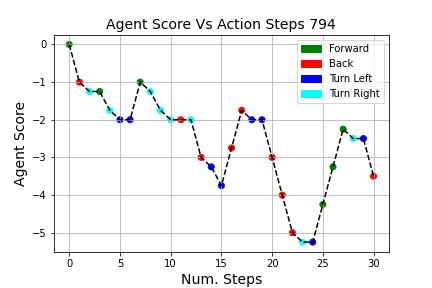 Agent Score Vs Action Steps 794
Forward
Back
Turn Left
Turn Right
Agent Score
0
−1
−2
−3
−4
−5
0 5 10 15 20 25 30
Num. Steps